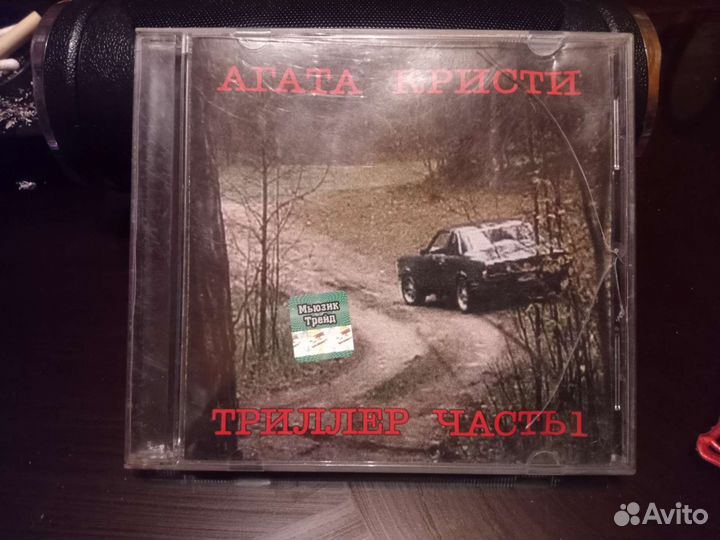 АГАТА КРИСТИ
Мьюзик
Трейд
ТРИЛЛЕР ЧАСТЬ1
Avito